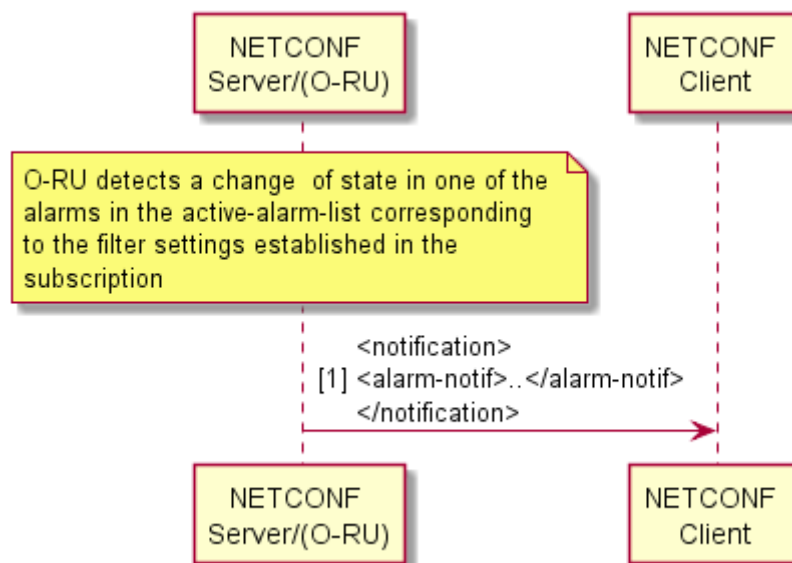 NETCONF
Server/(O-RU)
NETCONF
Client
O-RU detects a change  of state in one of the
alarms in the active-alarm-list corresponding
to the filter settings established in the
subscription
<notification>
[1] <alarm-notif>..</alarm-notif>
</notification>
NETCONF
Server/(O-RU)
NETCONF
Client